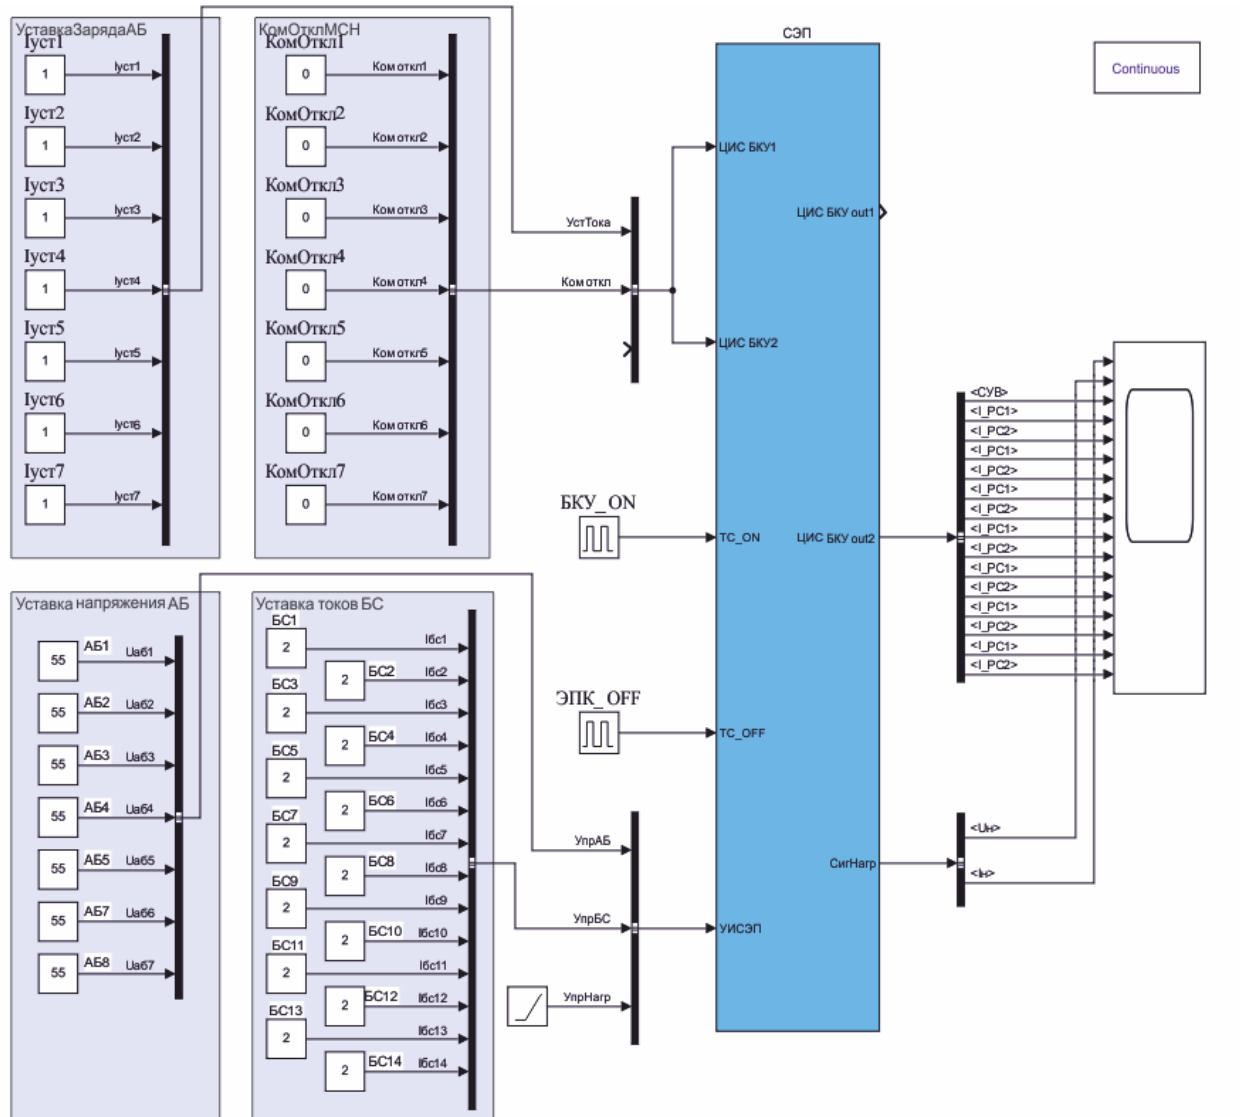 УставкаЗарядаАБ
Iуст1
1
Iуст1
Iуст2
1
Iуст2
Iуст3
1
Iуст3
Iуст4
1
Iуст4
Iуст5
1
Iуст5
Iуст6
1
Iуст6
Iуст7
1
Iуст7
КомОтклМСН
КомОткл1
0
Ком откл1
КомОткл2
0
Ком откл2
КомОткл3
0
Ком откл3
КомОткл4
0
Ком откл4
КомОткл5
0
Ком откл5
КомОткл6
0
Ком откл6
КомОткл7
0
Ком откл7
УстТока
Ком откл
СЭП
ЦИС БКУ1
ЦИС БКУ out1
ЦИС БКУ2
БКУ_ON
TC_ON
ЦИС БКУ out2
ЭПК_OFF
TC_OFF
СигНагр
УИСЭП
Continuous
<СУВ>
<I_PC1>
<I_PC2>
<I_PC1>
<I_PC2>
<I_PC1>
<I_PC2>
<I_PC1>
<I_PC2>
<I_PC1>
<I_PC2>
<I_PC1>
<I_PC2>
<I_PC1>
<I_PC2>
<Uн>
<Iн>
Уставка напряжения АБ
55
АБ1
Uаб1
55
АБ2
Uаб2
55
АБ3
Uаб3
55
АБ4
Uаб4
55
АБ5
Uаб5
55
АБ7
Uаб6
55
АБ8
Uаб7
Уставка токов БС
БС1
2
Iбс1
2
БС2
Iбс2
БС3
2
Iбс3
2
БС4
Iбс4
БС5
2
Iбс5
2
БС6
Iбс6
БС7
2
Iбс7
2
БС8
Iбс8
БС9
2
Iбс9
2
БС10
Iбс10
БС11
2
Iбс11
2
БС12
Iбс12
БС13
2
Iбс13
2
БС14
Iбс14
УпрАБ
УпрБС
УпрНагр